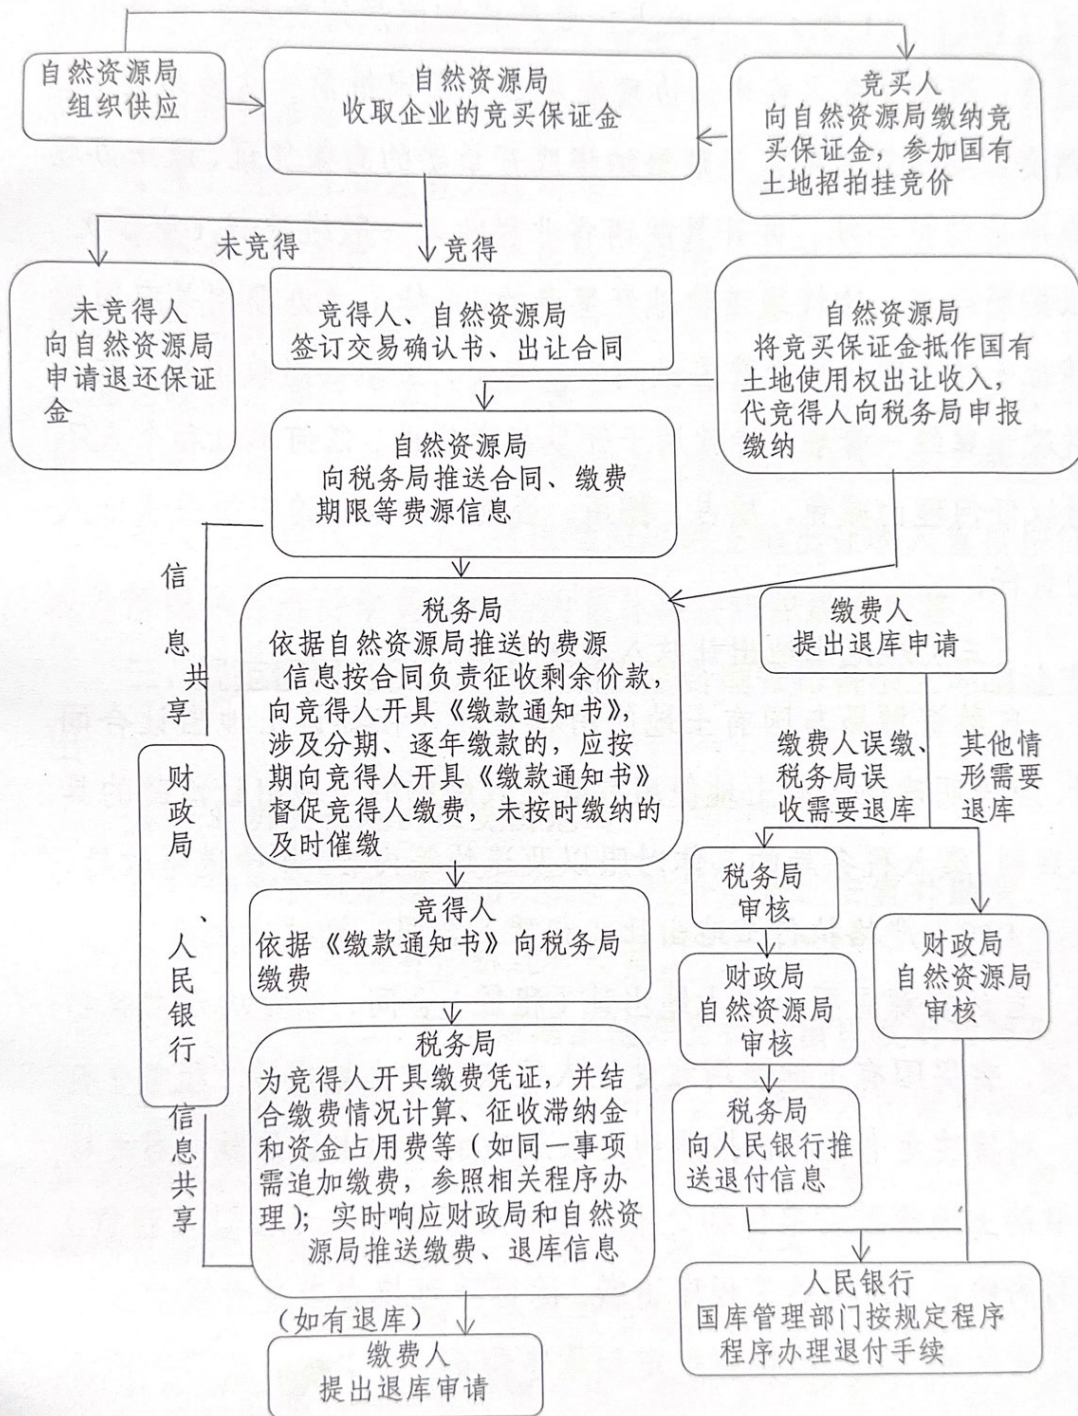 自然资源局
组织供应
自然资源局
收取企业的竞买保证金
竞买人
向自然资源局缴纳竞
买保证金，参加国有
土地招拍挂竞价
未竞得
竞得
未竞得人
向自然资源局
申请退还保证
金
竞得人、自然资源局
签订交易确认书、出让合同
自然资源局
将竞买保证金抵作国有
土地使用权出让收入，
代竞得人向税务局申报
缴纳
自然资源局
向税务局推送合同、缴费
期限等费源信息
信息共享
税务局
依据自然资源局推送的费源
信息按合同负责征收剩余价款，
向竞得人开具《缴款通知书》，
涉及分期、逐年缴款的，应按
期向竞得人开具《缴款通知书》
督促竞得人缴费，未按时缴纳的
及时催缴
缴费人
提出退库申请
财政局、人民银行
缴费人误缴、
税务局误
收需要退库
其他情
形需要
退库
税务局
审核
竞得人
依据《缴款通知书》向税务局
缴费
财政局
自然资源局
审核
财政局
自然资源局
审核
信息共享
税务局
为竞得人开具缴费凭证，并结
合缴费情况计算、征收滞纳金
和资金占用费等（如同一事项
需追加缴费，参照相关程序办
理）；实时响应财政局和自然资
源局推送缴费、退库信息
税务局
向人民银行推
送退付信息
人民银行
国库管理部门按规定程序
程序办理退付手续
（如有退库）
缴费人
提出退库申请